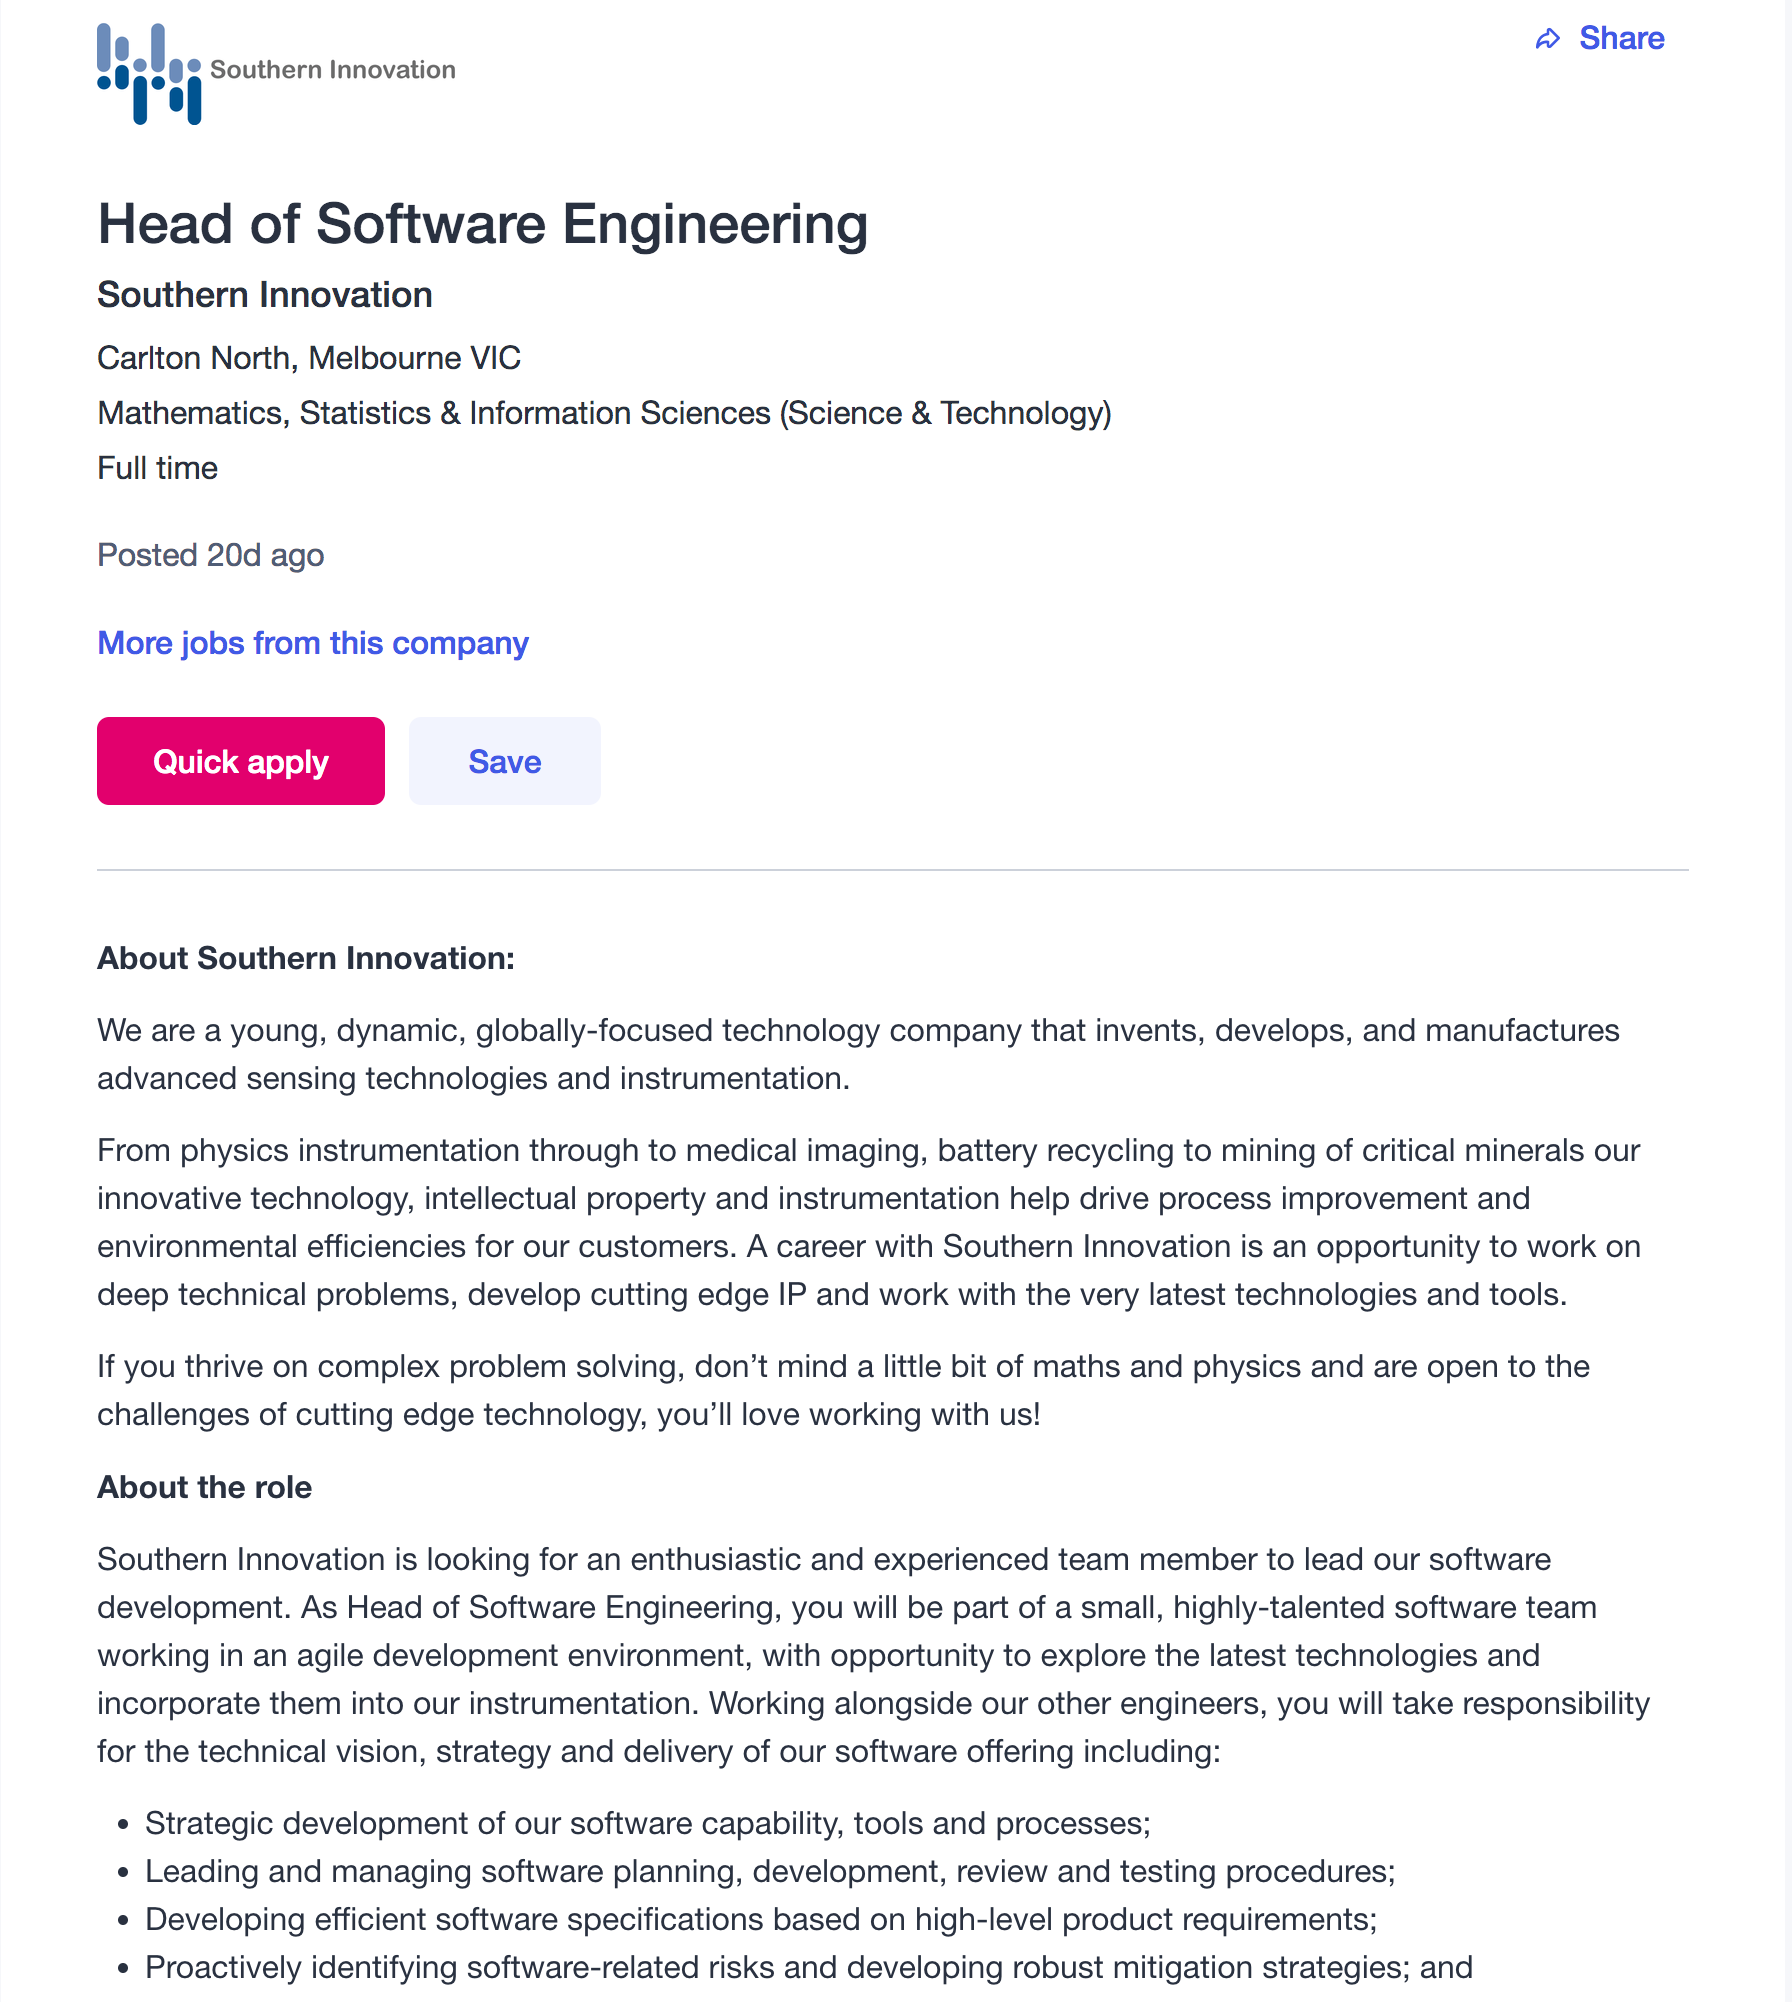 Southern Innovation
Share
Head of Software Engineering
Southern Innovation
Carlton North, Melbourne VIC
Mathematics, Statistics & Information Sciences (Science & Technology)
Full time
Posted 20d ago
More jobs from this company
Quick apply
Save
About Southern Innovation:
We are a young, dynamic, globally-focused technology company that invents, develops, and manufactures
advanced sensing technologies and instrumentation.
From physics instrumentation through to medical imaging, battery recycling to mining of critical minerals our
innovative technology, intellectual property and instrumentation help drive process improvement and
environmental efficiencies for our customers. A career with Southern Innovation is an opportunity to work on
deep technical problems, develop cutting edge IP and work with the very latest technologies and tools.
If you thrive on complex problem solving, don’t mind a little bit of maths and physics and are open to the
challenges of cutting edge technology, you’ll love working with us!
About the role
Southern Innovation is looking for an enthusiastic and experienced team member to lead our software
development. As Head of Software Engineering, you will be part of a small, highly-talented software team
working in an agile development environment, with opportunity to explore the latest technologies and
incorporate them into our instrumentation. Working alongside our other engineers, you will take responsibility
for the technical vision, strategy and delivery of our software offering including:
• Strategic development of our software capability, tools and processes;
• Leading and managing software planning, development, review and testing procedures;
• Developing efficient software specifications based on high-level product requirements;
• Proactively identifying software-related risks and developing robust mitigation strategies; and